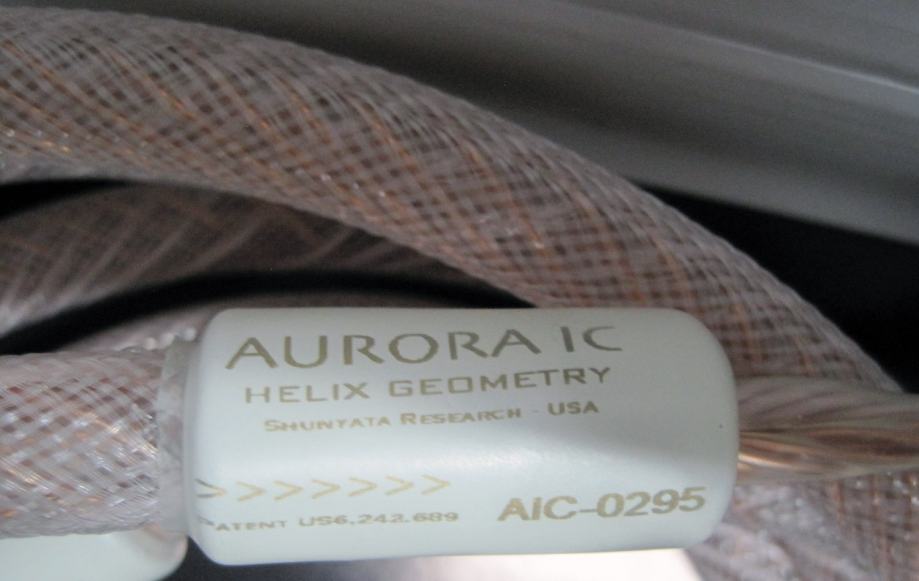 AURORA IC
HELIX GEOMETRY
SHUNYATA RESEARCH - USA
>>>>>>>
PATENT US6,242,689
AIC-0295